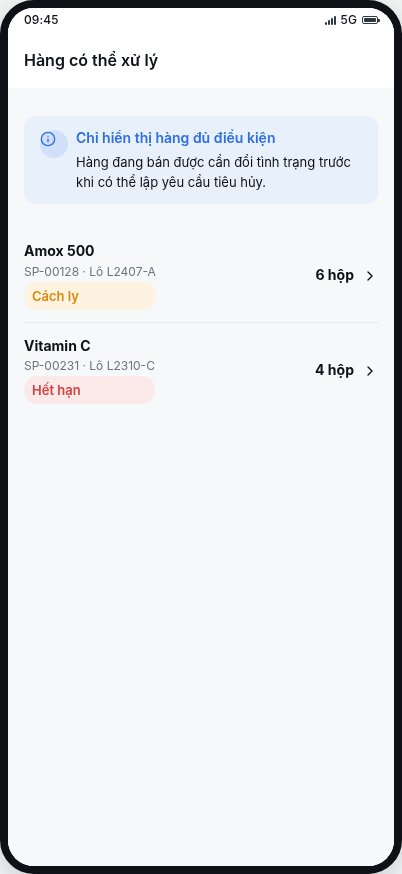 09:45
5G
Hàng có thể xử lý
Chỉ hiển thị hàng đủ điều kiện
Hàng đang bán được cần đổi tình trạng trước
khi có thể lập yêu cầu tiêu hủy.
Amox 500
SP-00128 · Lô L2407-A
6 hộp
Cách ly
Vitamin C
SP-00231 · Lô L2310-C
4 hộp
Hết hạn